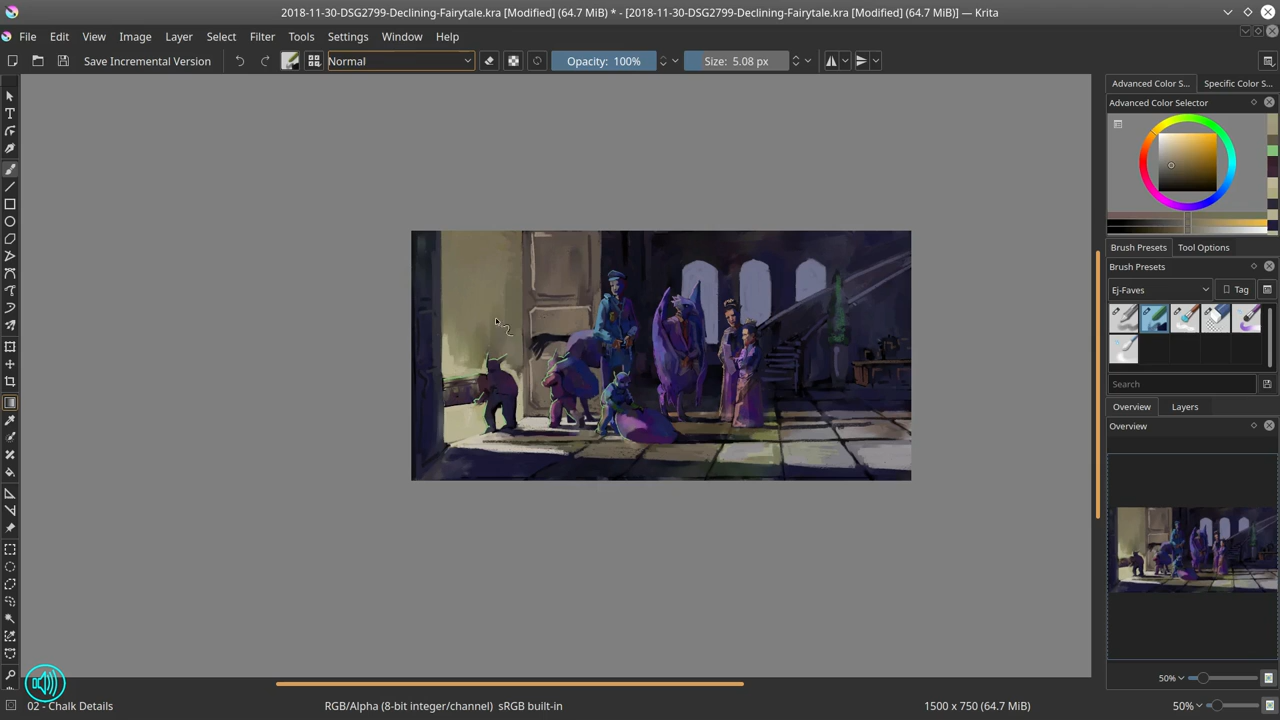 2018-11-30-DSG2799-Declining-Fairytale.kra [Modified] (64.7 MiB) * - [2018-11-30-DSG2799-Declining-Fairytale.kra [Modified] (64.7 MiB)] — Krita
File Edit View Image Layer Select Filter Tools Settings Window Help
Save Incremental Version Normal Opacity: 100% Size: 5.08 px
Advanced Color S... Specific Color S...
Advanced Color Selector
Brush Presets Tool Options
Brush Presets
Ej-Faves Tag
Search
Overview Layers
Overview
50%
02 - Chalk Details RGB/Alpha (8-bit integer/channel) sRGB built-in 1500 x 750 (64.7 MiB) 50%